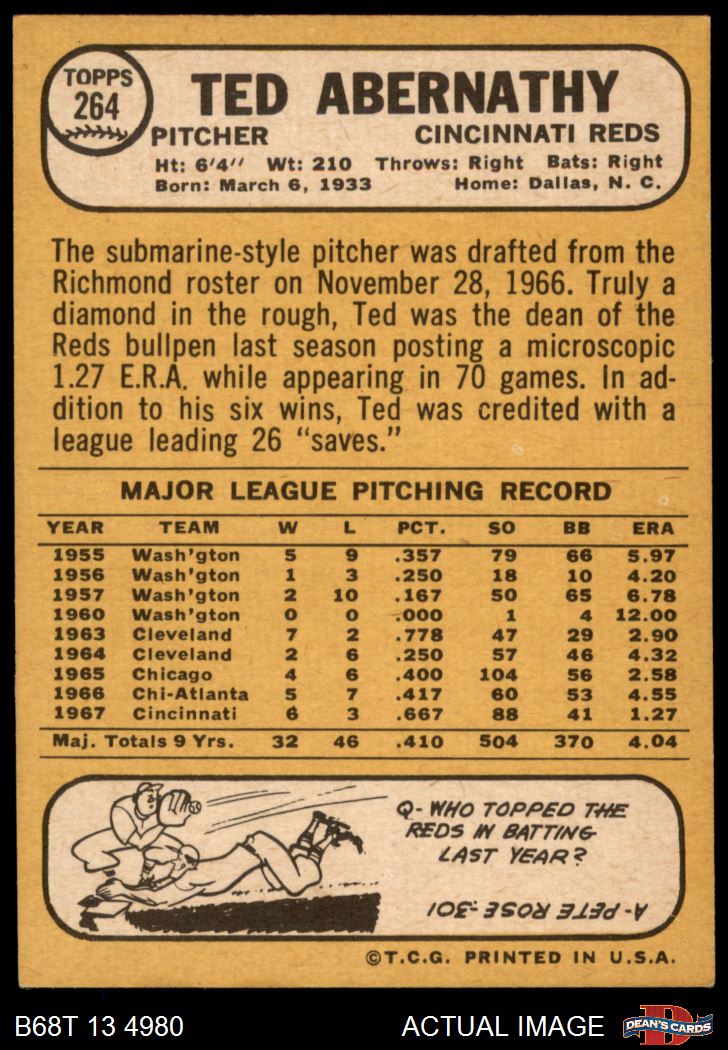 TOPPS
264
TED ABERNATHY
PITCHER CINCINNATI REDS
Ht: 6'4" Wt: 210 Throws: Right Bats: Right
Born: March 6, 1933 Home: Dallas, N. C.
The submarine-style pitcher was drafted from the
Richmond roster on November 28, 1966. Truly a
diamond in the rough, Ted was the dean of the
Reds bullpen last season posting a microscopic
1.27 E.R.A. while appearing in 70 games. In ad-
dition to his six wins, Ted was credited with a
league leading 26 "saves."
MAJOR LEAGUE PITCHING RECORD
YEAR TEAM W L PCT. SO BB ERA
1955 Wash'gton 5 9 .357 79 66 5.97
1956 Wash'gton 1 3 .250 18 10 4.20
1957 Wash'gton 2 10 .167 50 65 6.78
1960 Wash'gton 0 0 .000 1 4 12.00
1963 Cleveland 7 2 .778 47 29 2.90
1964 Cleveland 2 6 .250 57 46 4.32
1965 Chicago 4 6 .400 104 56 2.58
1966 Chi-Atlanta 5 7 .417 60 53 4.55
1967 Cincinnati 6 3 .667 88 41 1.27
Maj. Totals 9 Yrs. 32 46 .410 504 370 4.04
Q- WHO TOPPED THE
REDS IN BATTING
LAST YEAR?
A- PETE ROSE-.301
©T.C.G. PRINTED IN U.S.A.
B68T 13 4980 ACTUAL IMAGE DEAN'S CARDS